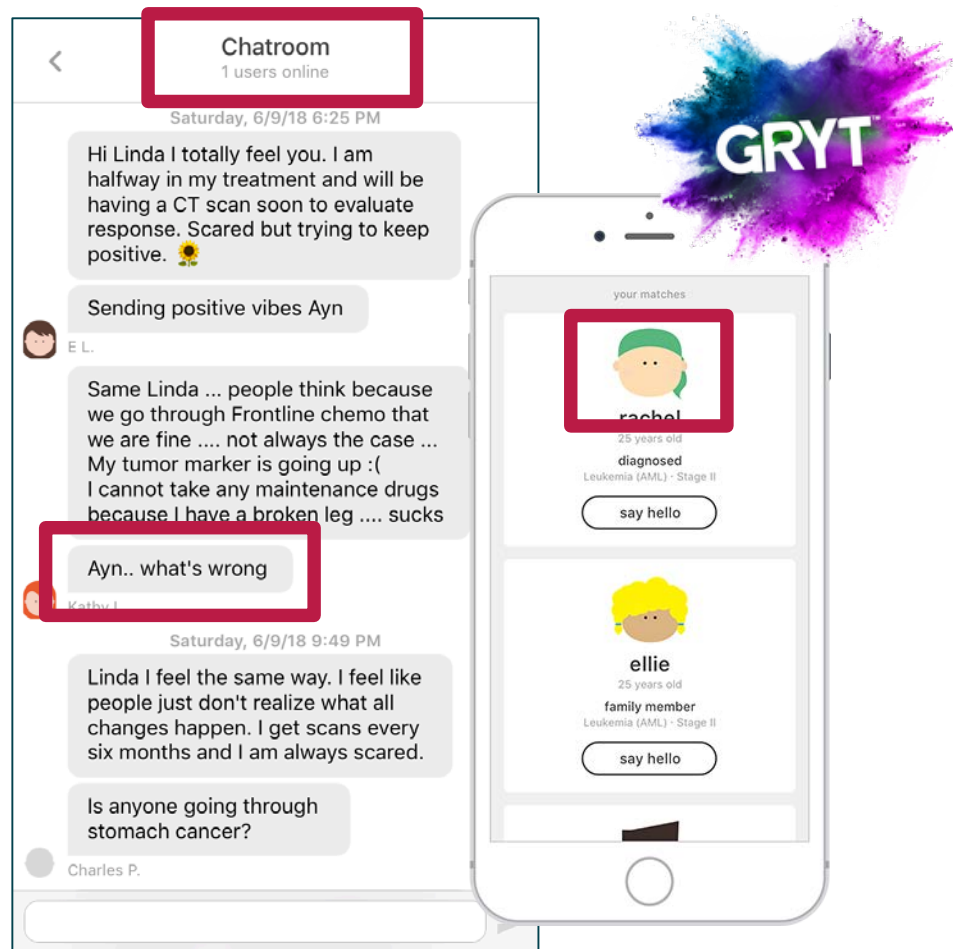 Chatroom
1 users online
Saturday, 6/9/18 6:25 PM
Hi Linda I totally feel you. I am
halfway in my treatment and will be
having a CT scan soon to evaluate
response. Scared but trying to keep
positive. 🌻
Sending positive vibes Ayn
E L.
Same Linda ... people think because
we go through Frontline chemo that
we are fine .... not always the case ...
My tumor marker is going up :(
I cannot take any maintenance drugs
because I have a broken leg .... sucks
Ayn.. what's wrong
Kathy L
Saturday, 6/9/18 9:49 PM
Linda I feel the same way. I feel like
people just don't realize what all
changes happen. I get scans every
six months and I am always scared.
Is anyone going through
stomach cancer?
Charles P.
GRYT™
your matches
rachel
25 years old
diagnosed
Leukemia (AML) · Stage II
say hello
ellie
25 years old
family member
Leukemia (AML) · Stage II
say hello